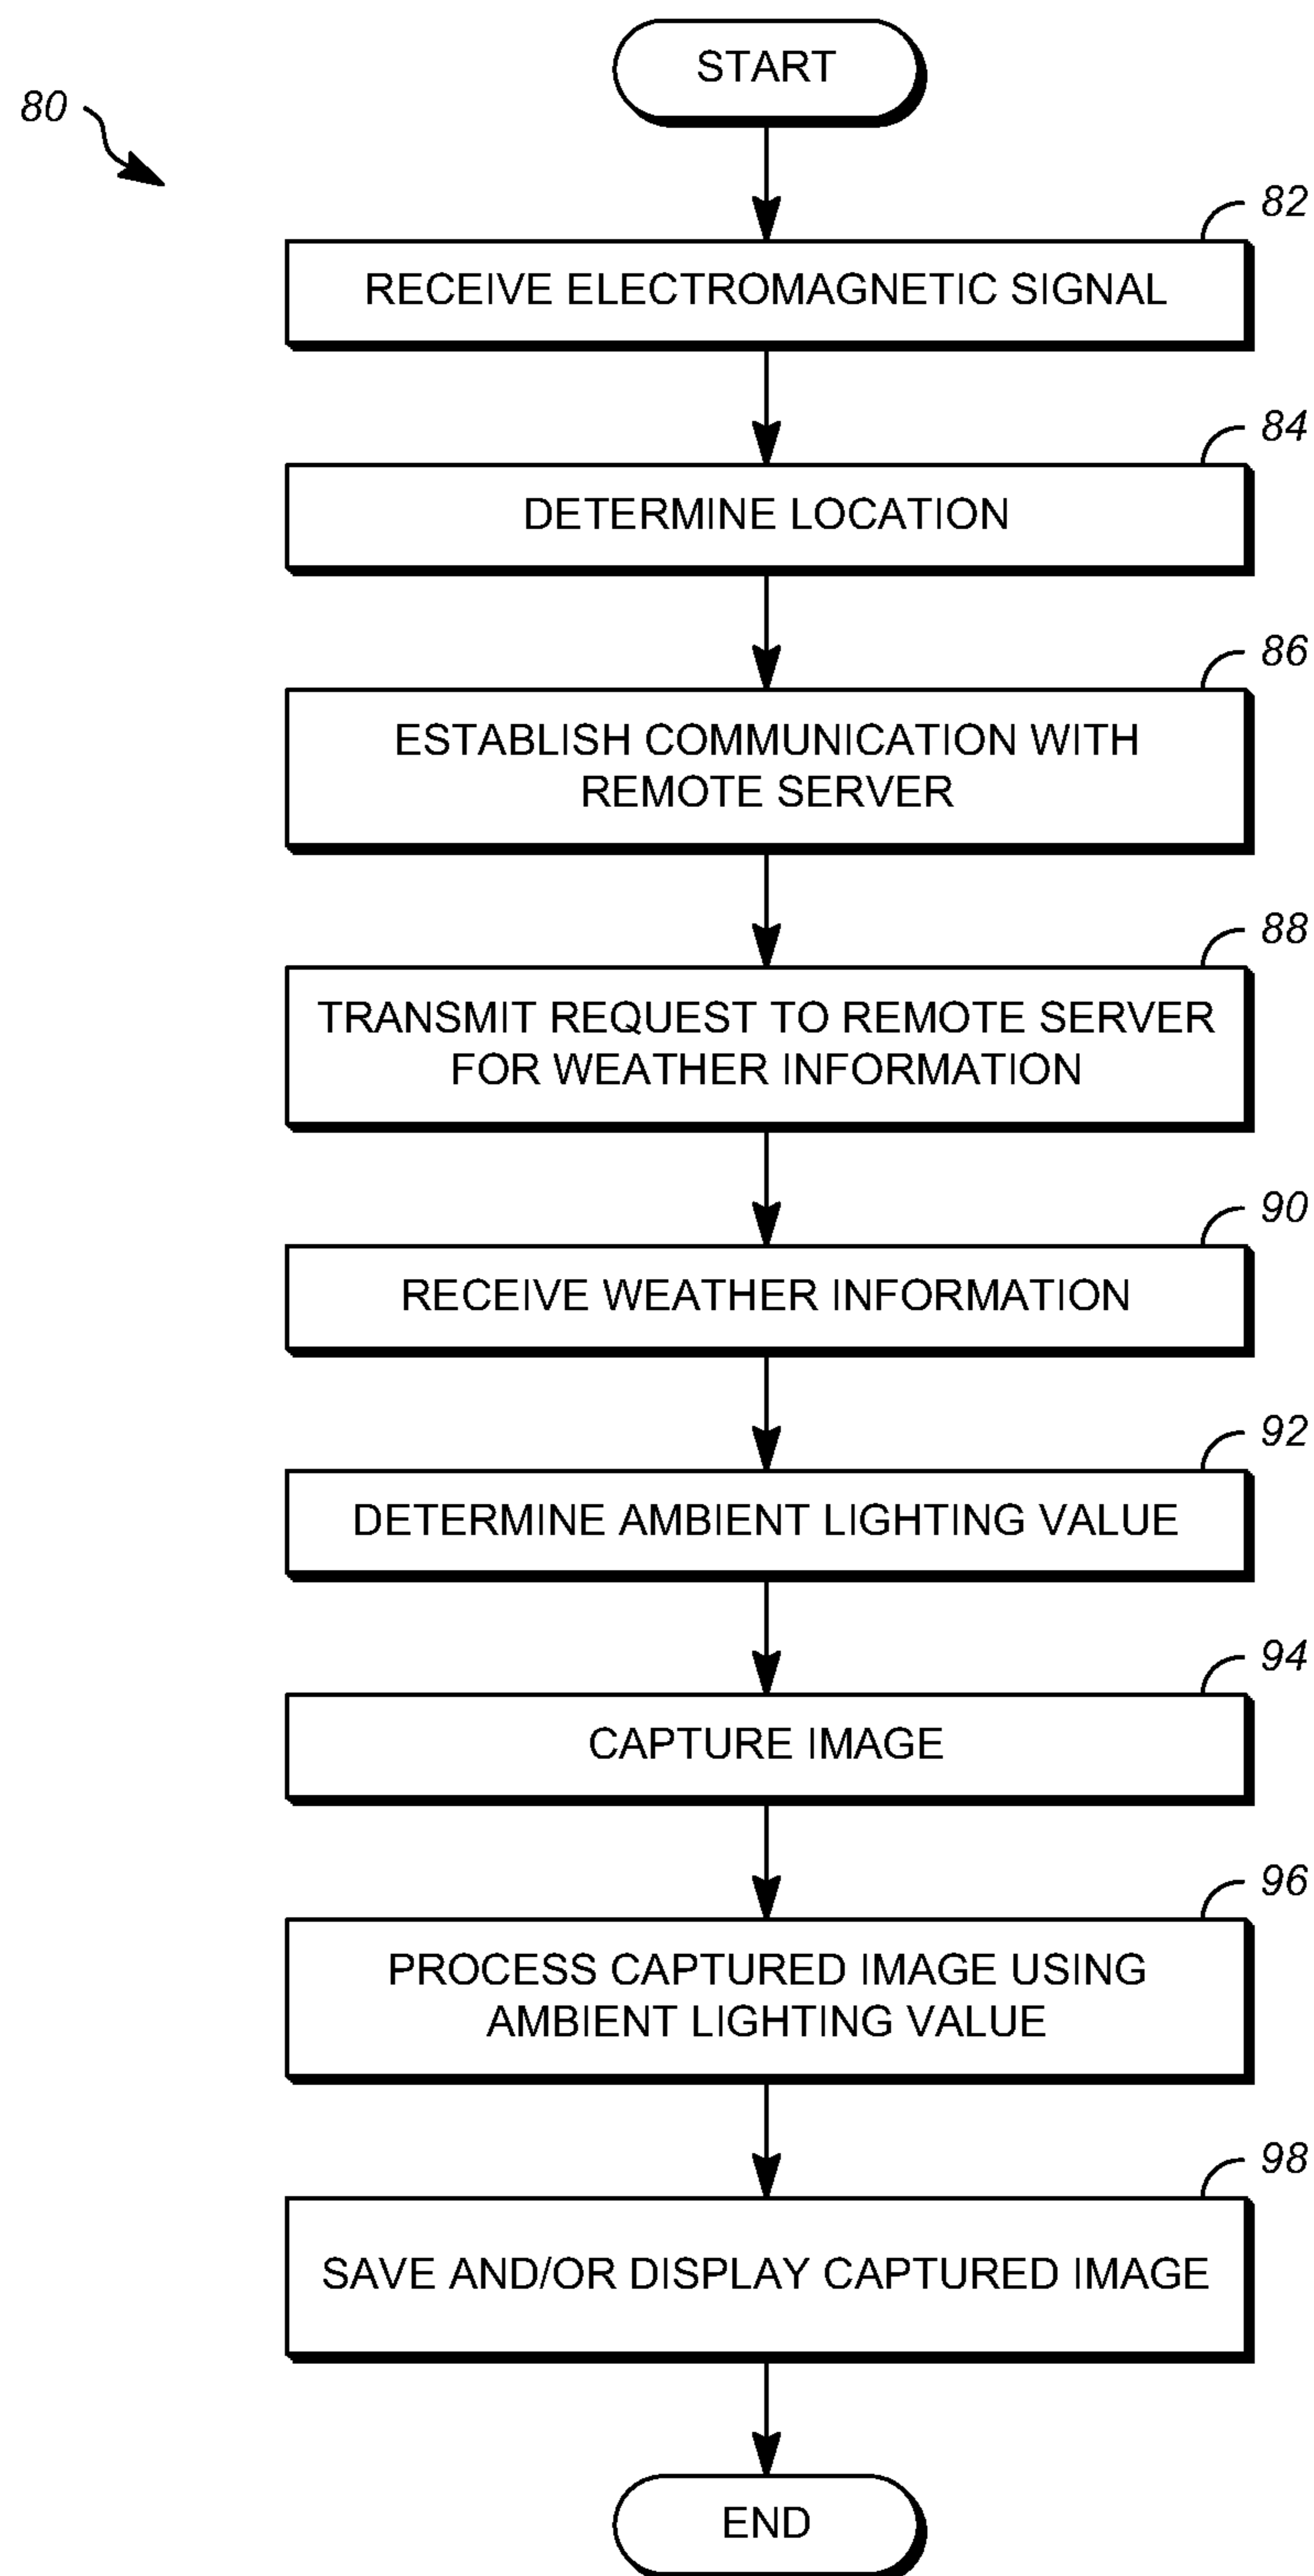 START
80
82
RECEIVE ELECTROMAGNETIC SIGNAL
84
DETERMINE LOCATION
86
ESTABLISH COMMUNICATION WITH
REMOTE SERVER
88
TRANSMIT REQUEST TO REMOTE SERVER
FOR WEATHER INFORMATION
90
RECEIVE WEATHER INFORMATION
92
DETERMINE AMBIENT LIGHTING VALUE
94
CAPTURE IMAGE
96
PROCESS CAPTURED IMAGE USING
AMBIENT LIGHTING VALUE
98
SAVE AND/OR DISPLAY CAPTURED IMAGE
END